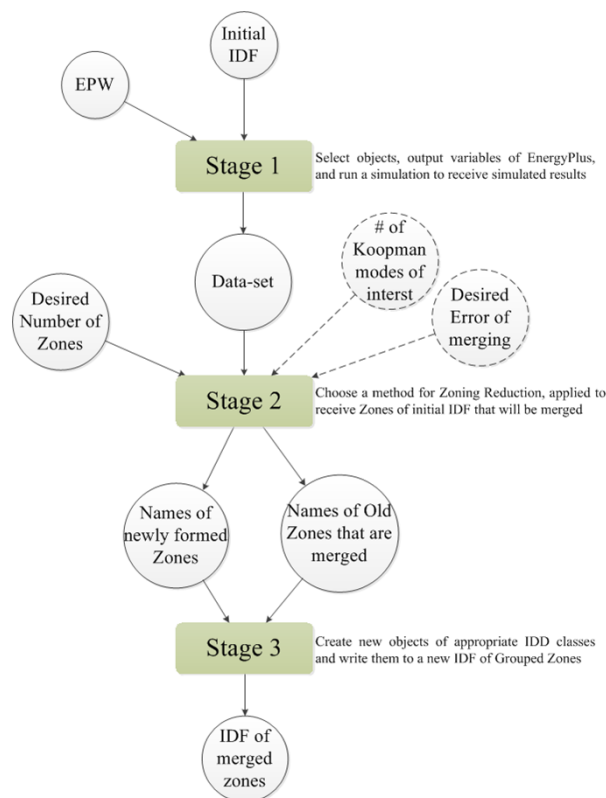 Initial
IDF
EPW
Stage 1
Select objects, output variables of EnergyPlus,
and run a simulation to receive simulated results
# of
Koopman
modes of
interst
Data-set
Desired
Number of
Zones
Desired
Error of
merging
Stage 2
Choose a method for Zoning Reduction, applied to
receive Zones of initial IDF that will be merged
Names of
newly formed
Zones
Names of Old
Zones that are
merged
Stage 3
Create new objects of appropriate IDD classes
and write them to a new IDF of Grouped Zones
IDF of
merged
zones